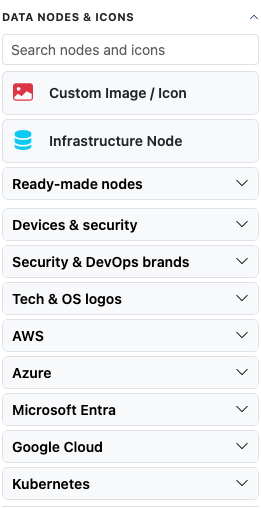 DATA NODES & ICONS
Search nodes and icons
Custom Image / Icon
Infrastructure Node
Ready-made nodes
Devices & security
Security & DevOps brands
Tech & OS logos
AWS
Azure
Microsoft Entra
Google Cloud
Kubernetes